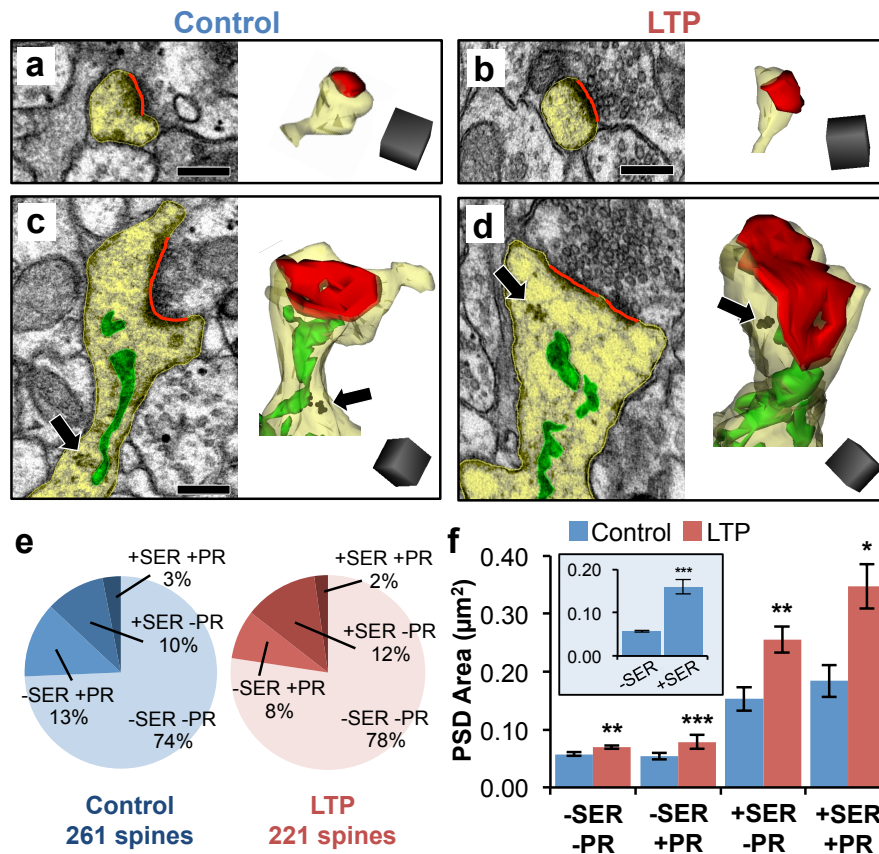 Control
LTP
a
b
c
d
e
+SER +PR
3%
+SER -PR
10%
-SER +PR
13%
-SER -PR
74%
Control
261 spines
+SER +PR
2%
+SER -PR
12%
-SER +PR
8%
-SER -PR
78%
LTP
221 spines
f
Control
LTP
PSD Area (µm²)
0.40
0.30
0.20
0.10
0.00
0.20
0.10
0.00
***
-SER
+SER
**
***
**
*
-SER
-PR
-SER
+PR
+SER
-PR
+SER
+PR